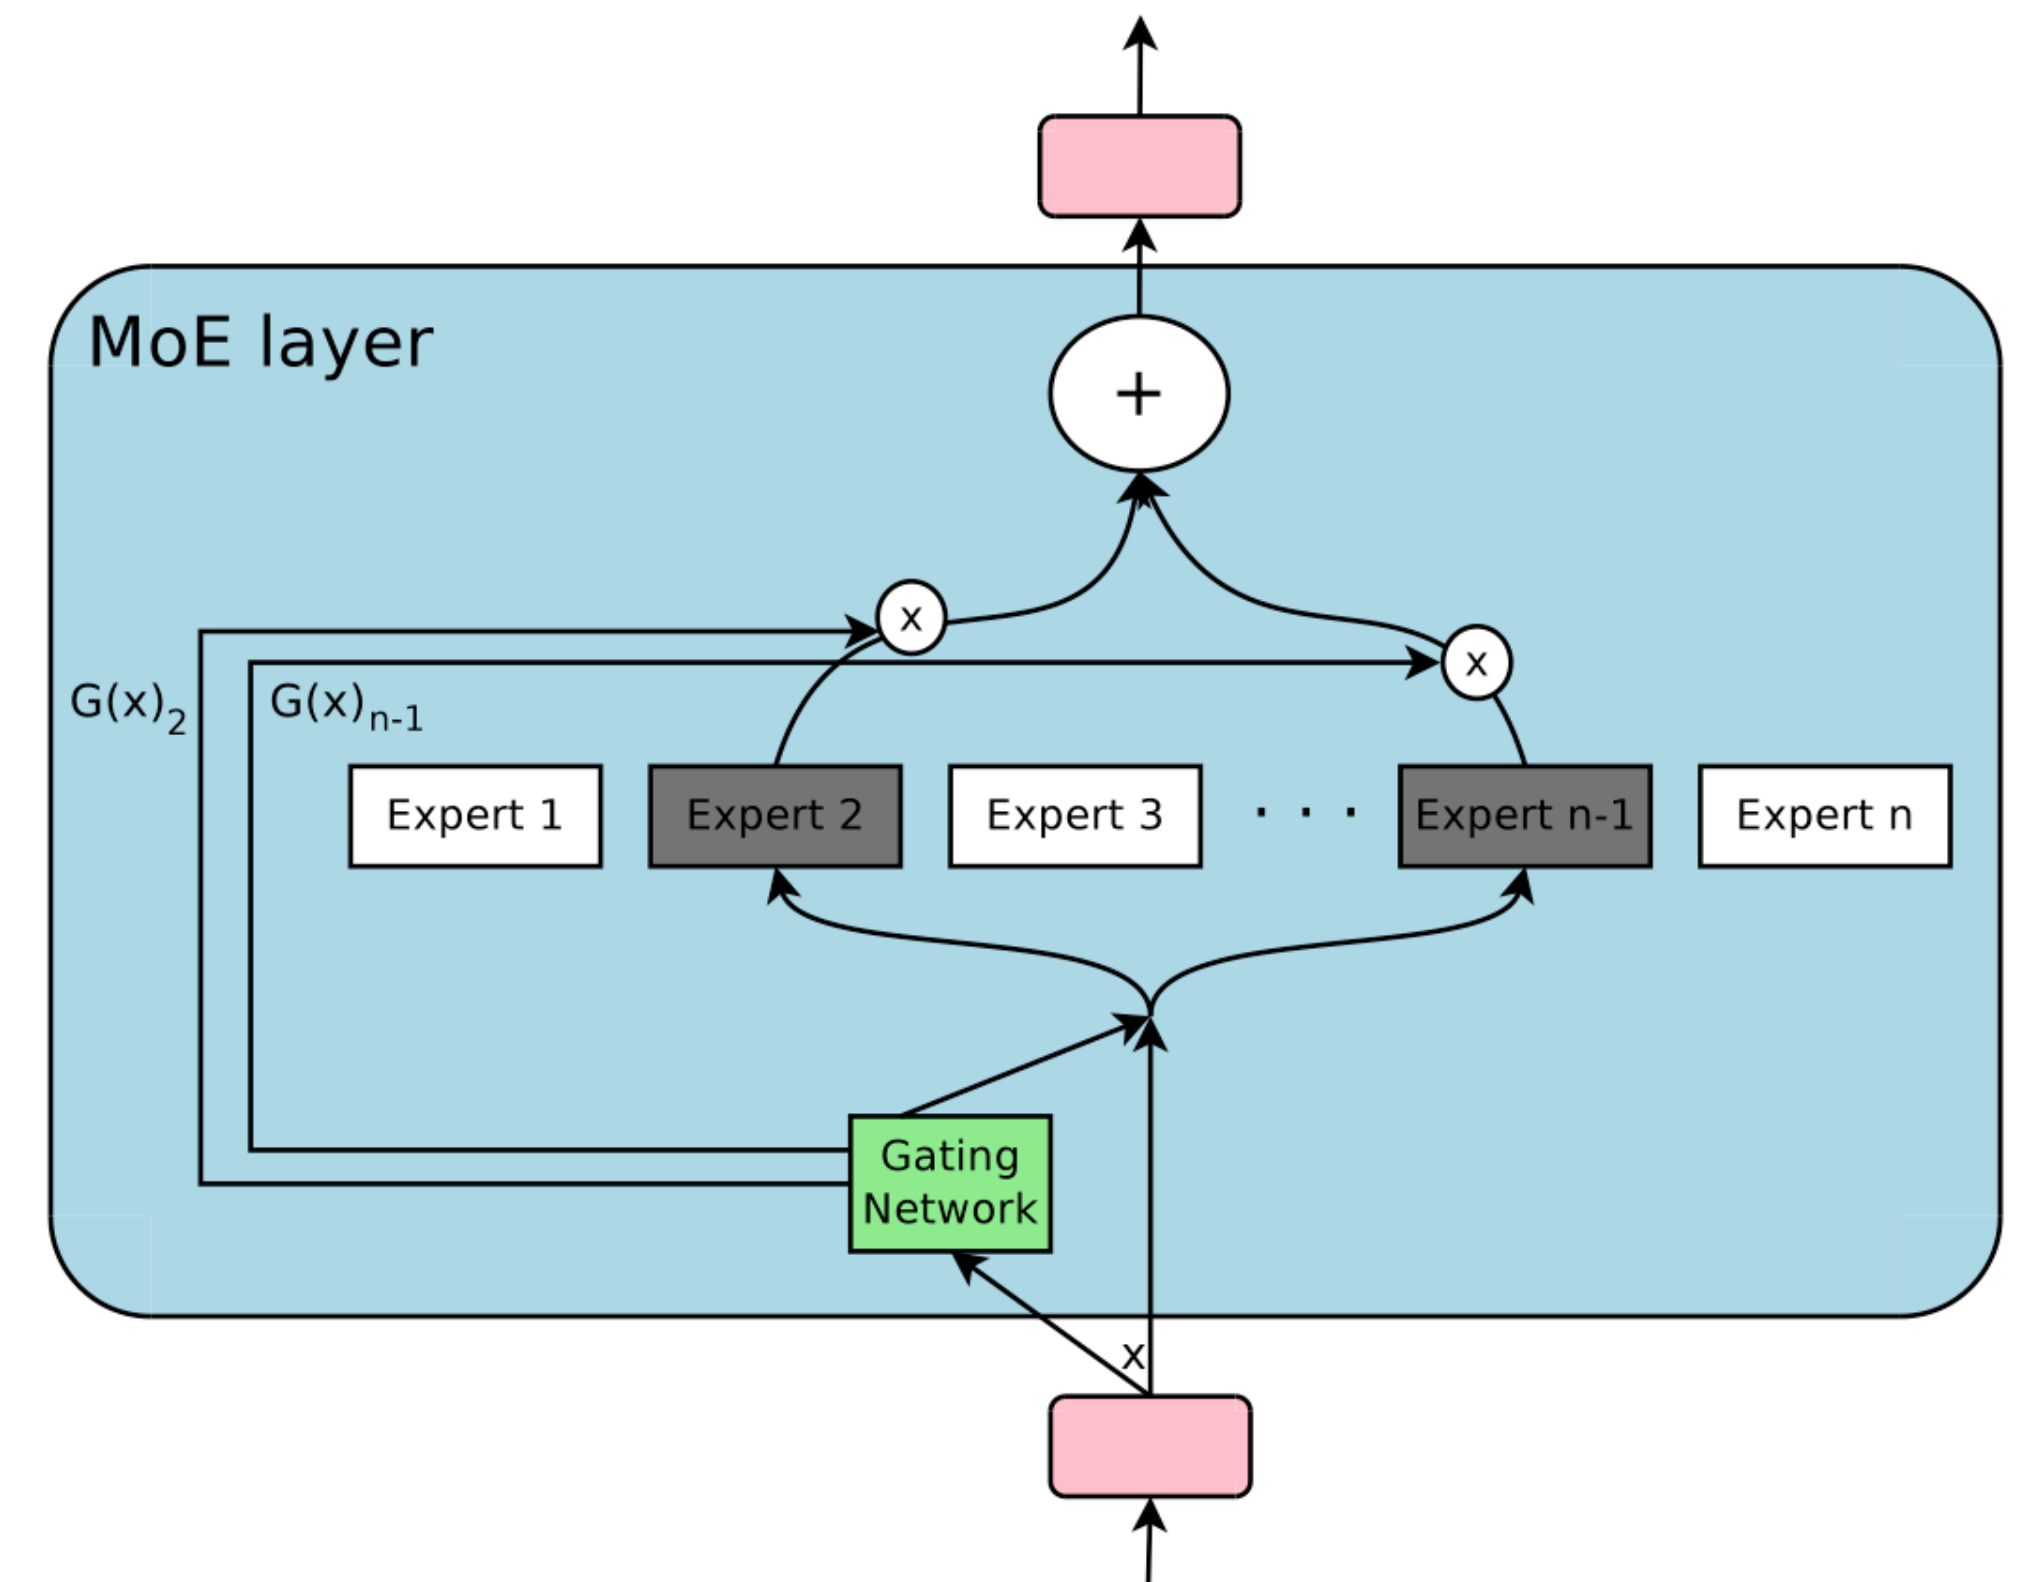 MoE layer
+
x
x
G(x)2
G(x)n-1
Expert 1
Expert 2
Expert 3
. . .
Expert n-1
Expert n
Gating
Network
x